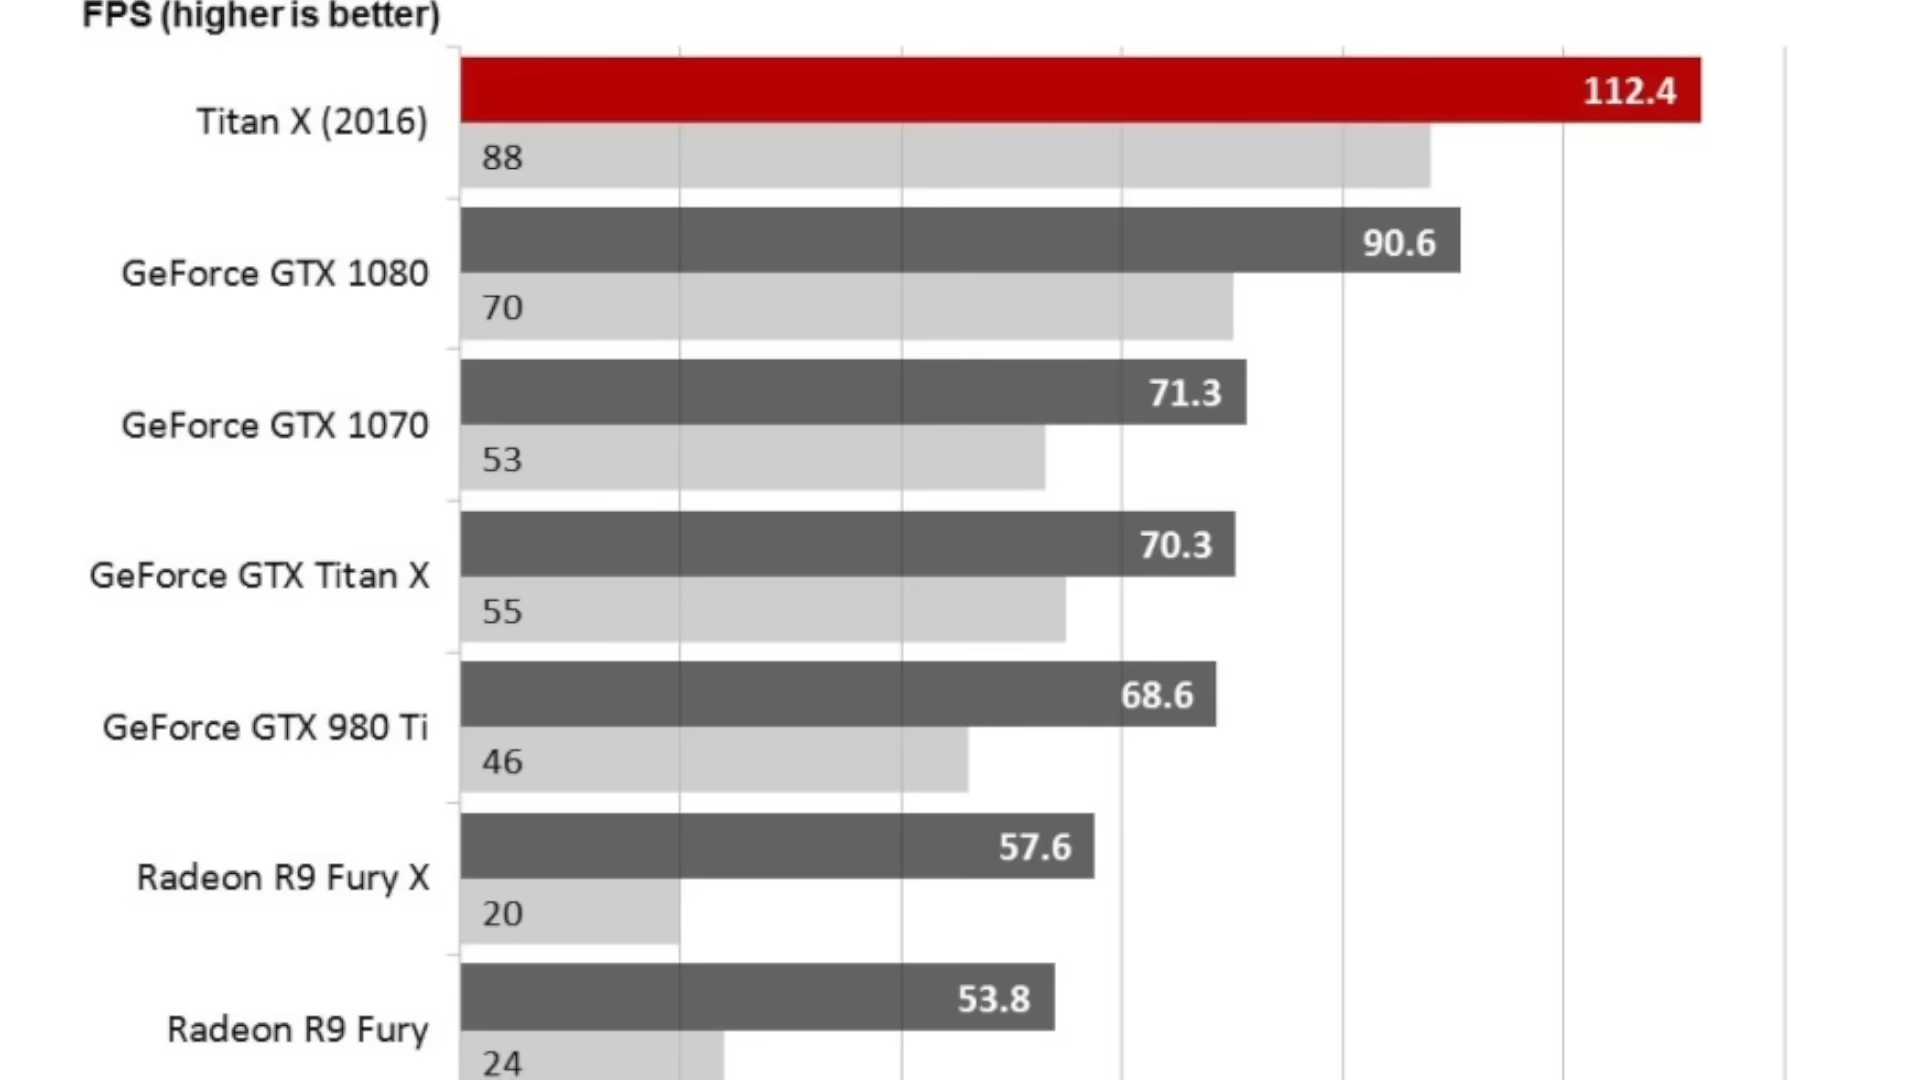 FPS (higher is better)
Titan X (2016)
112.4
88
GeForce GTX 1080
90.6
70
GeForce GTX 1070
71.3
53
GeForce GTX Titan X
70.3
55
GeForce GTX 980 Ti
68.6
46
Radeon R9 Fury X
57.6
20
Radeon R9 Fury
53.8
24